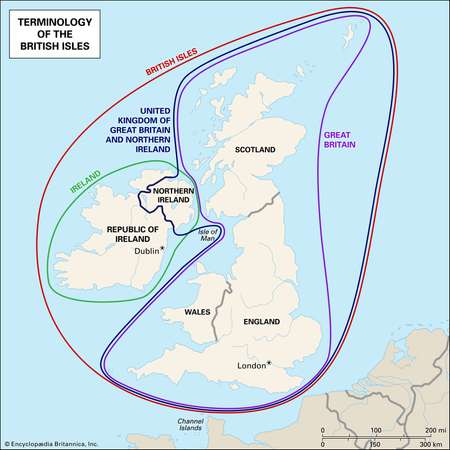 TERMINOLOGY
OF THE
BRITISH ISLES
BRITISH ISLES
UNITED
KINGDOM OF
GREAT BRITAIN
AND NORTHERN
IRELAND
GREAT
BRITAIN
SCOTLAND
IRELAND
NORTHERN
IRELAND
REPUBLIC OF
IRELAND
Dublin
Isle of
Man
WALES
ENGLAND
London
Channel
Islands
0 100 200 mi
0 150 300 km
© Encyclopædia Britannica, Inc.